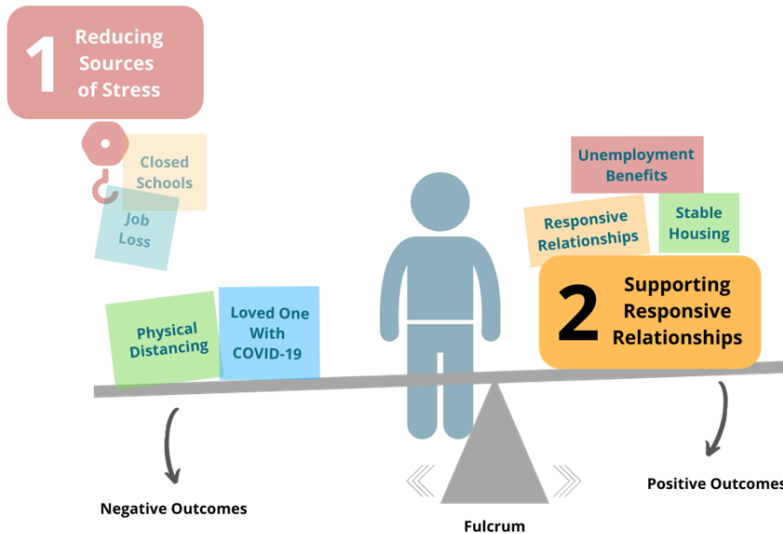 1
Reducing
Sources
of Stress
Closed
Schools
Job
Loss
Physical
Distancing
Loved One
With
COVID-19
Unemployment
Benefits
Responsive
Relationships
Stable
Housing
2
Supporting
Responsive
Relationships
Negative Outcomes
Positive Outcomes
Fulcrum